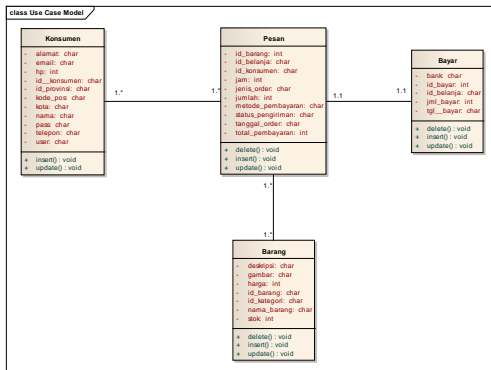 class Use Case Model
Konsumen
- alamat: char
- email: char
- hp: int
- id__konsumen: char
- id_provinsi: char
- kode_pos: char
- kota: char
- nama: char
- pass: char
- telepon: char
- user: char
+ insert() : void
+ update() : void
1..*
1..*
Pesan
- id_barang: int
- id_belanja: char
- id_konsumen: char
- jam: int
- jenis_order: char
- jumlah: int
- metode_pembayaran: char
- status_pengiriman: char
- tanggal_order: char
- total_pembayaran: int
+ delete() : void
+ insert() : void
+ update() : void
1..1
1..1
Bayar
- bank: char
- id_bayar: int
- id_belanja: char
- jml_bayar: int
- tgl__bayar: char
+ delete() : void
+ insert() : void
+ update() : void
1..*
1..*
Barang
- deskripsi: char
- gambar: char
- harga: int
- id_barang: char
- id_kategori: char
- nama_barang: char
- stok: int
+ delete() : void
+ insert() : void
+ update() : void